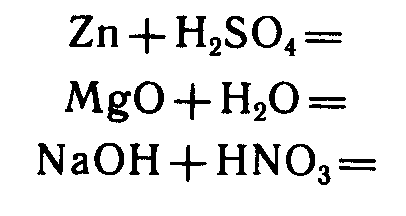 Zn+H₂SO₄=
MgO+H₂O=
NaOH+HNO₃=